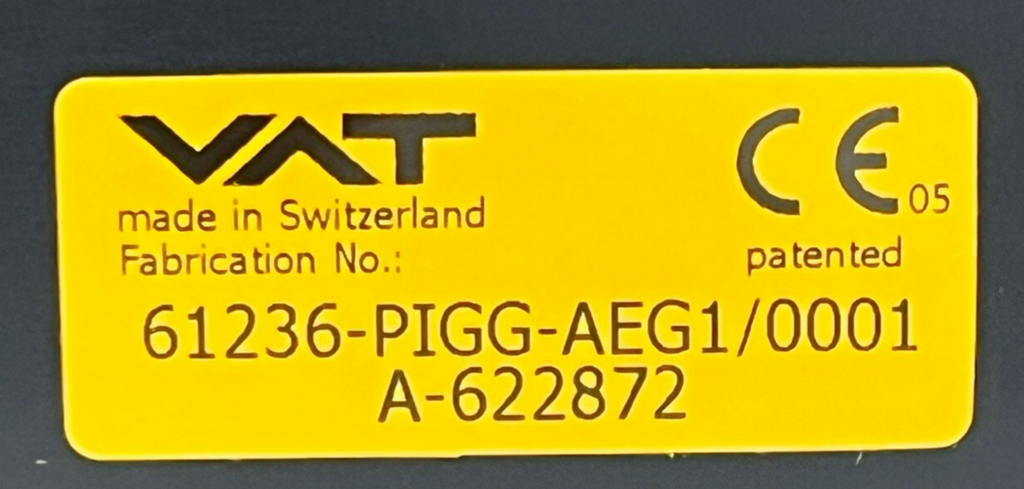 VAT
CE 05
made in Switzerland
Fabrication No.:
patented
61236-PIGG-AEG1/0001
A-622872